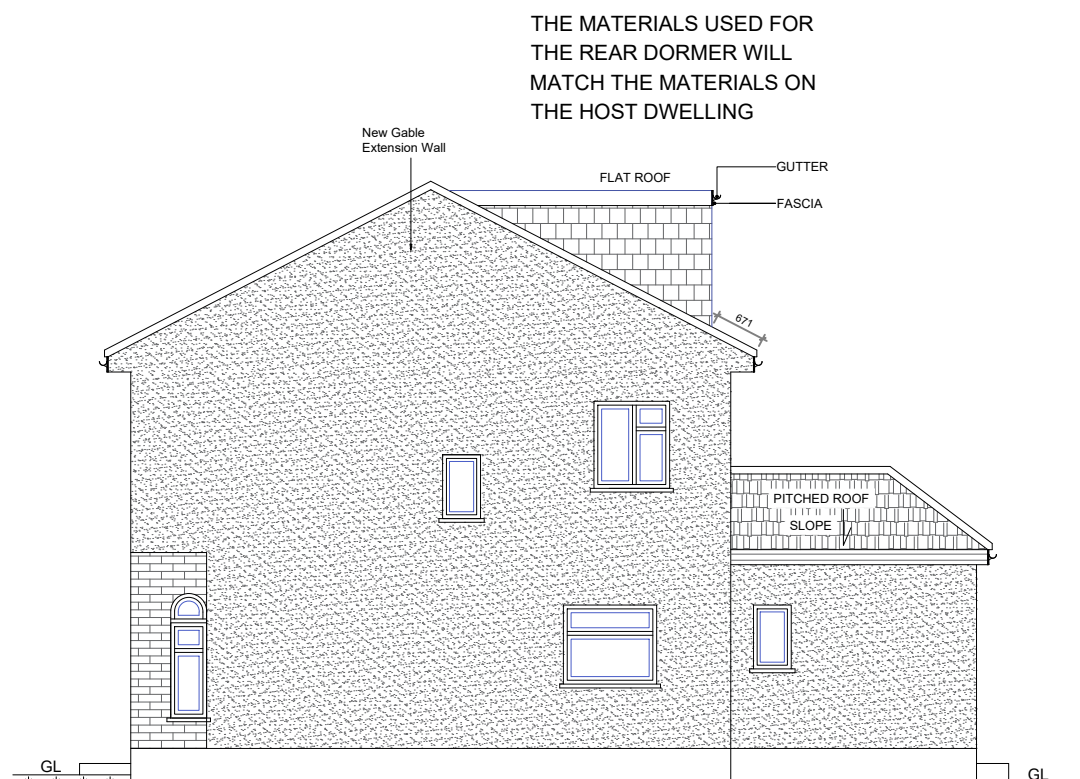 THE MATERIALS USED FOR
THE REAR DORMER WILL
MATCH THE MATERIALS ON
THE HOST DWELLING
New Gable
Extension Wall
FLAT ROOF
GUTTER
FASCIA
671
PITCHED ROOF
SLOPE
GL
GL